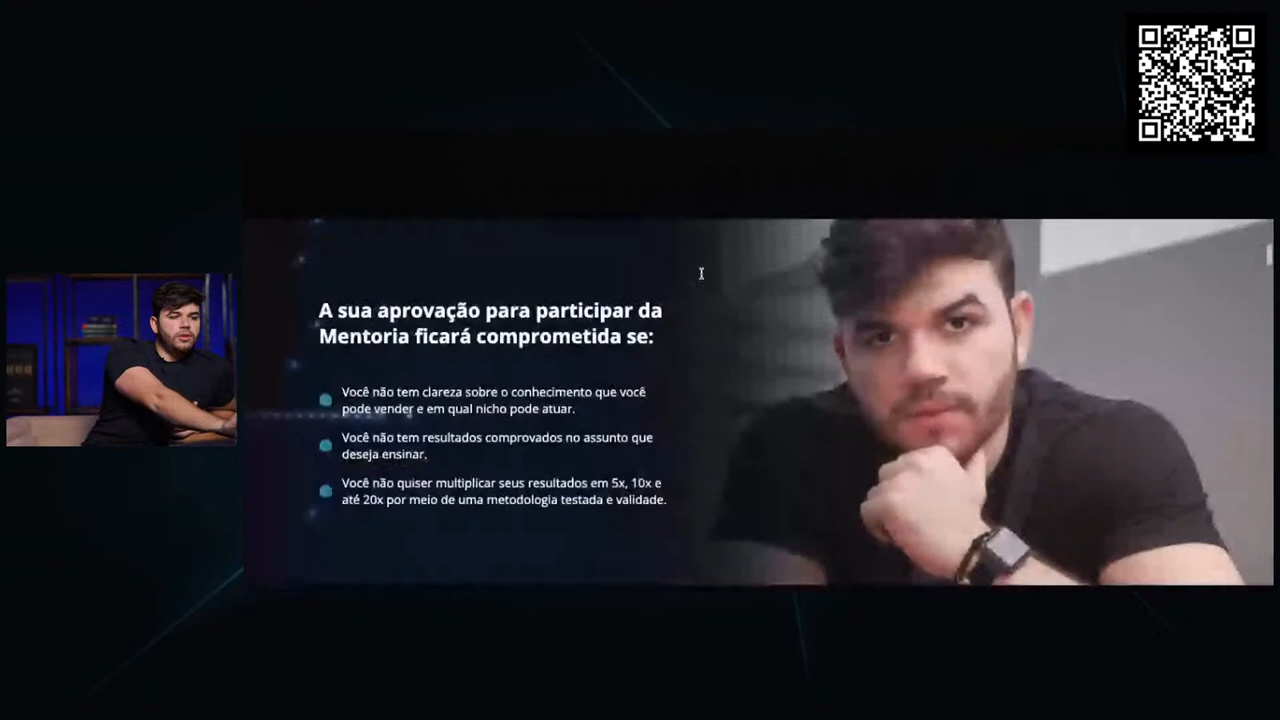 A sua aprovação para participar da
Mentoria ficará comprometida se:
Você não tem clareza sobre o conhecimento que você
pode vender e em qual nicho pode atuar.
Você não tem resultados comprovados no assunto que
deseja ensinar.
Você não quiser multiplicar seus resultados em 5x, 10x e
até 20x por meio de uma metodologia testada e validade.